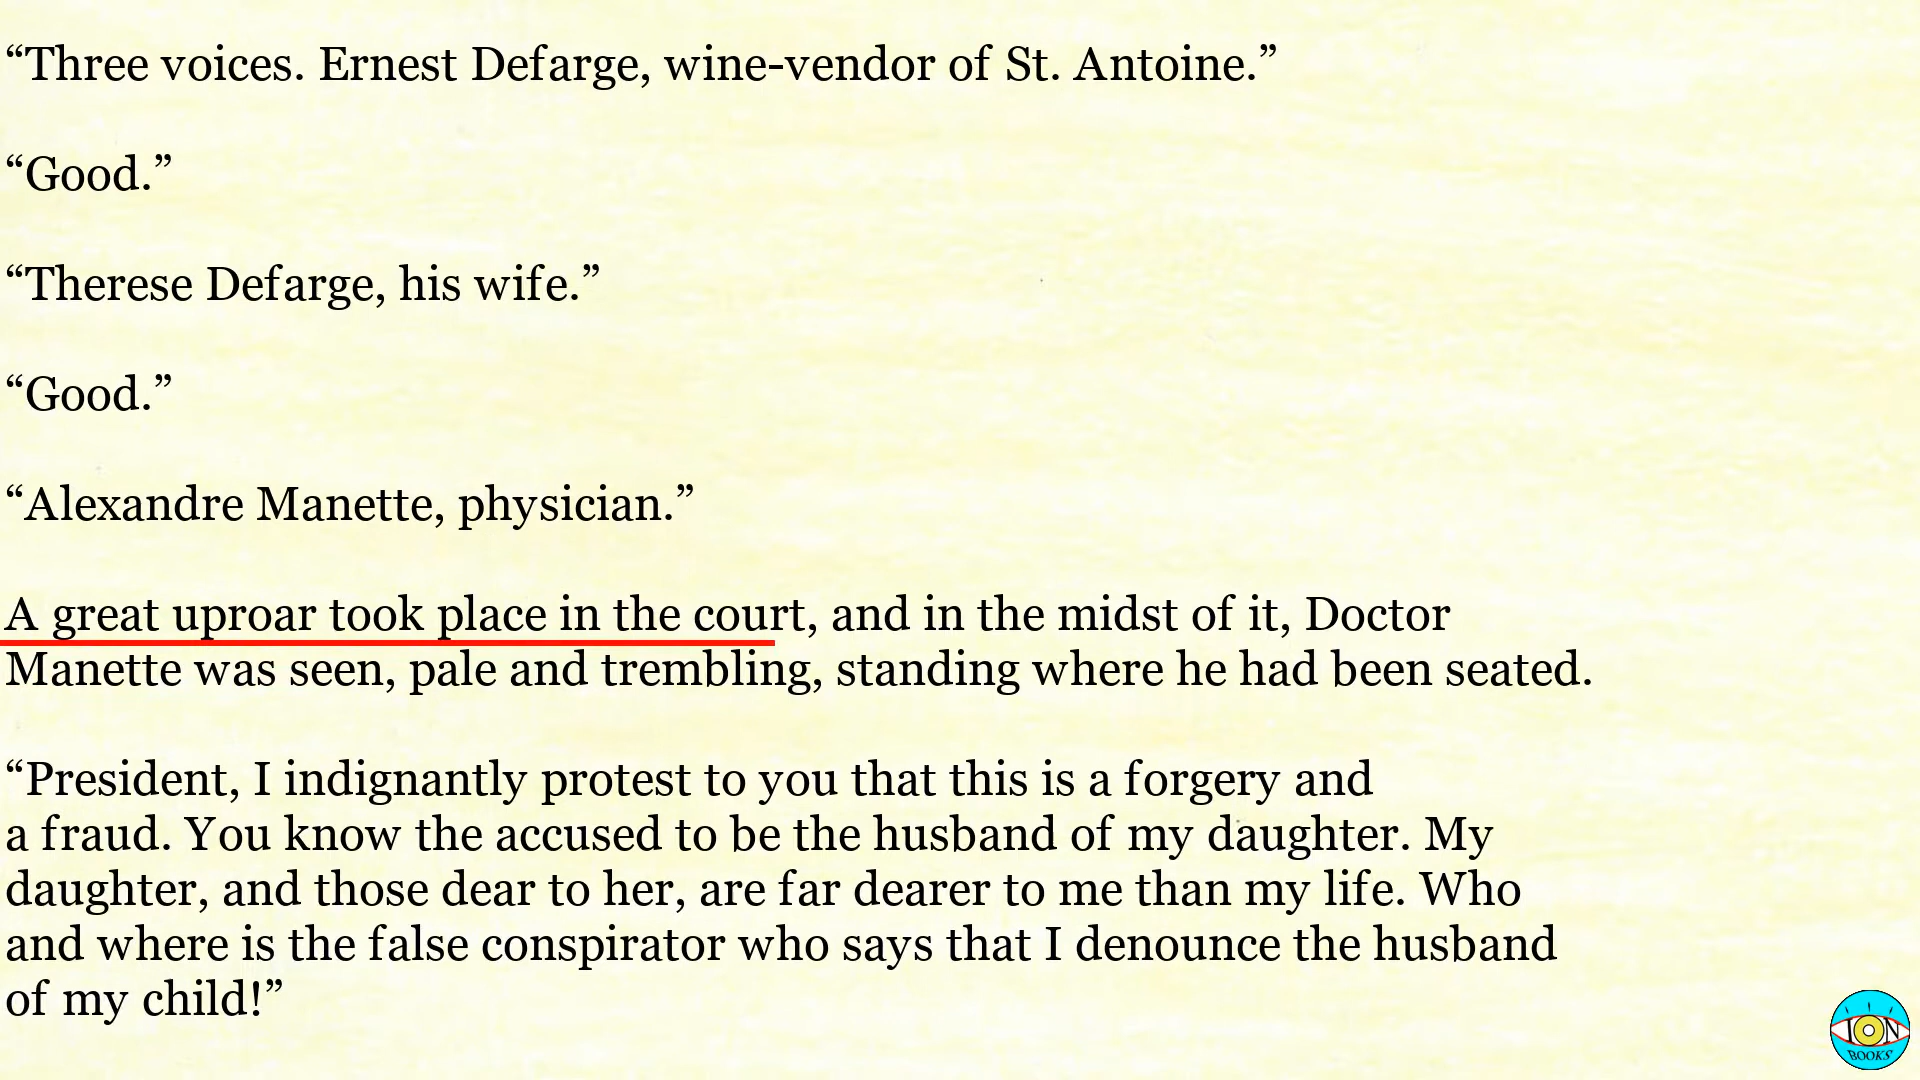 “Three voices. Ernest Defarge, wine-vendor of St. Antoine.”
“Good.”
“Therese Defarge, his wife.”
“Good.”
“Alexandre Manette, physician.”
A great uproar took place in the court, and in the midst of it, Doctor
Manette was seen, pale and trembling, standing where he had been seated.
“President, I indignantly protest to you that this is a forgery and
a fraud. You know the accused to be the husband of my daughter. My
daughter, and those dear to her, are far dearer to me than my life. Who
and where is the false conspirator who says that I denounce the husband
of my child!”
ION
BOOKS